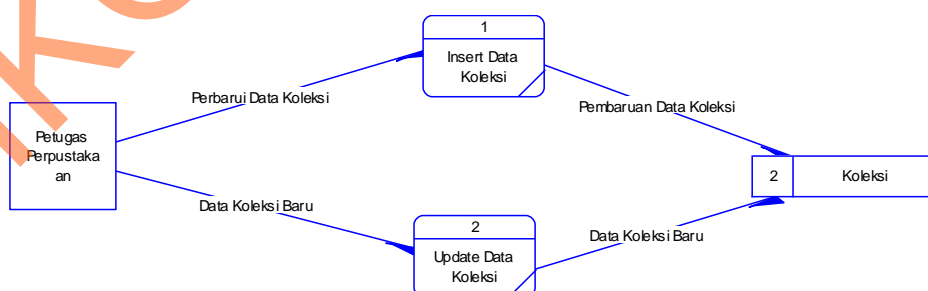 1
Insert Data
Koleksi
Perbarui Data Koleksi
Pembaruan Data Koleksi
Petugas
Perpustaka
an
2
Koleksi
Data Koleksi Baru
2
Data Koleksi Baru
Update Data
Koleksi